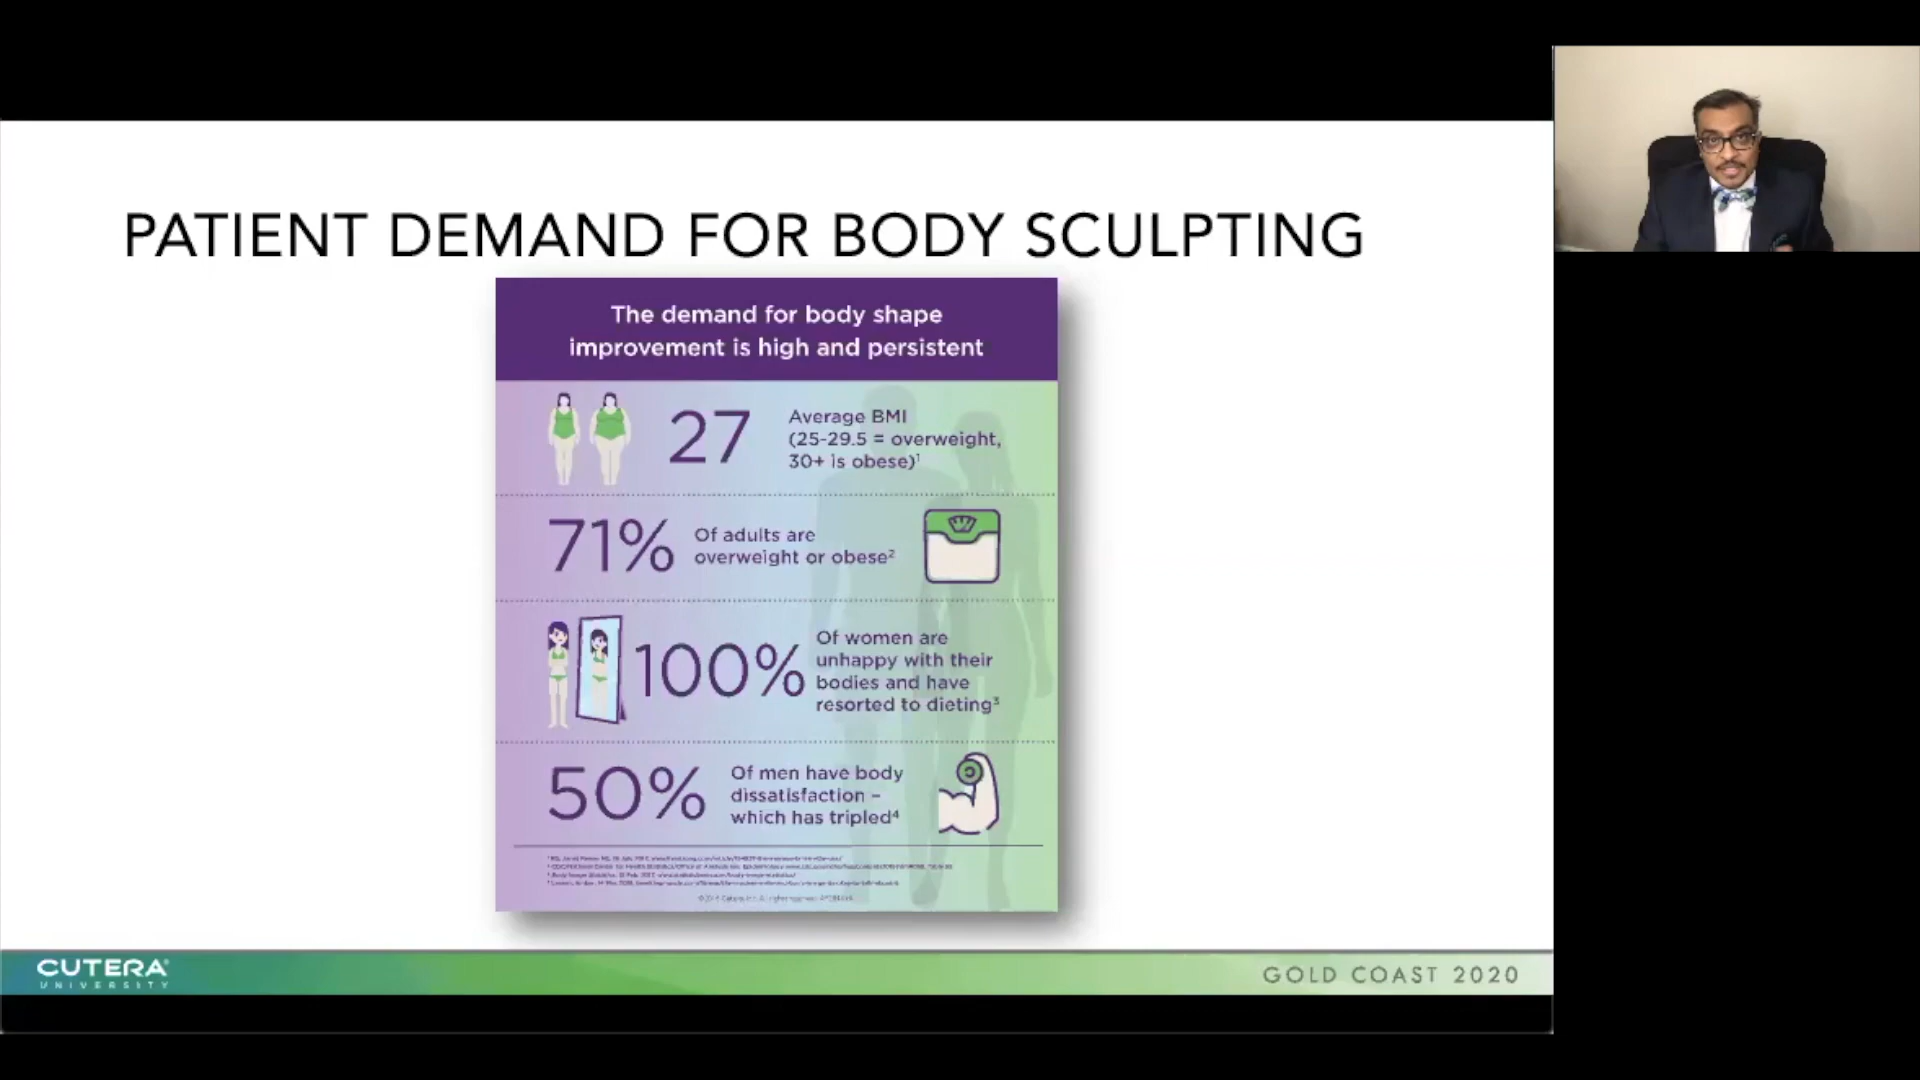 PATIENT DEMAND FOR BODY SCULPTING
The demand for body shape
improvement is high and persistent
27
Average BMI
(25-29.5 = overweight,
30+ is obese)¹
71%
Of adults are
overweight or obese²
100%
Of women are
unhappy with their
bodies and have
resorted to dieting³
50%
Of men have body
dissatisfaction –
which has tripled⁴
CUTERA
UNIVERSITY
GOLD COAST 2020